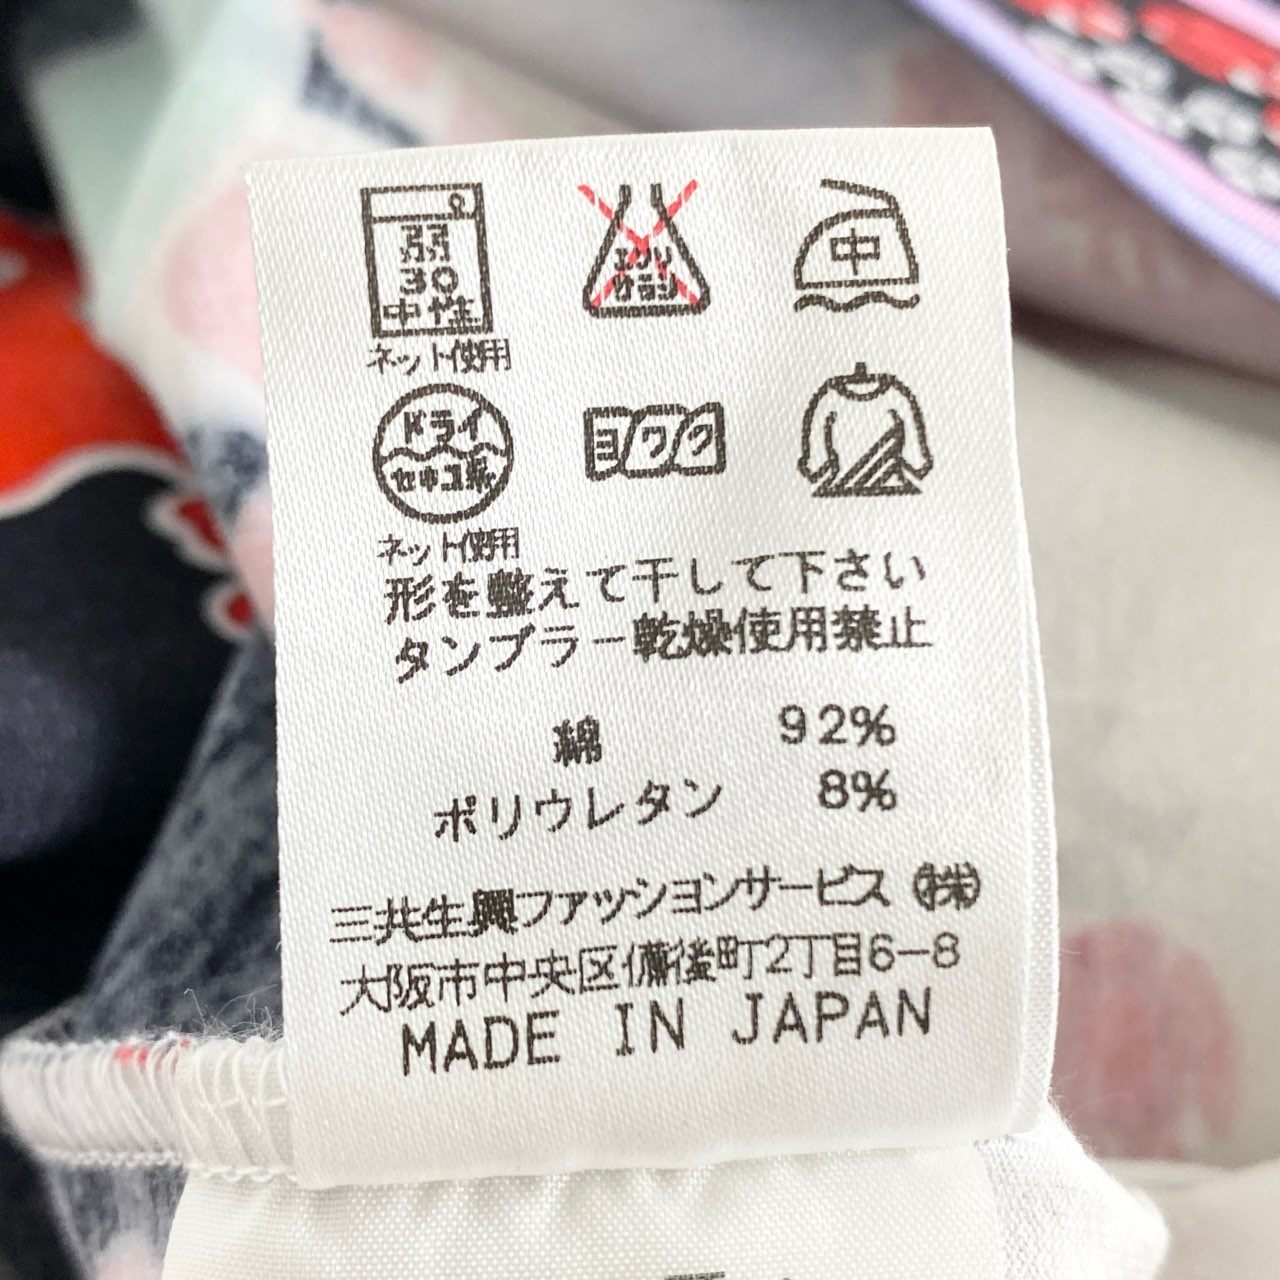 弱
30
中性
ネット使用
エンソ
サラシ
中
ドライ
セキユ系
ネット使用
ヨワク
形を整えて干して下さい
タンブラー乾燥使用禁止
綿 92%
ポリウレタン 8%
三共生興ファッションサービス㈱
大阪市中央区備後町2丁目6-8
MADE IN JAPAN